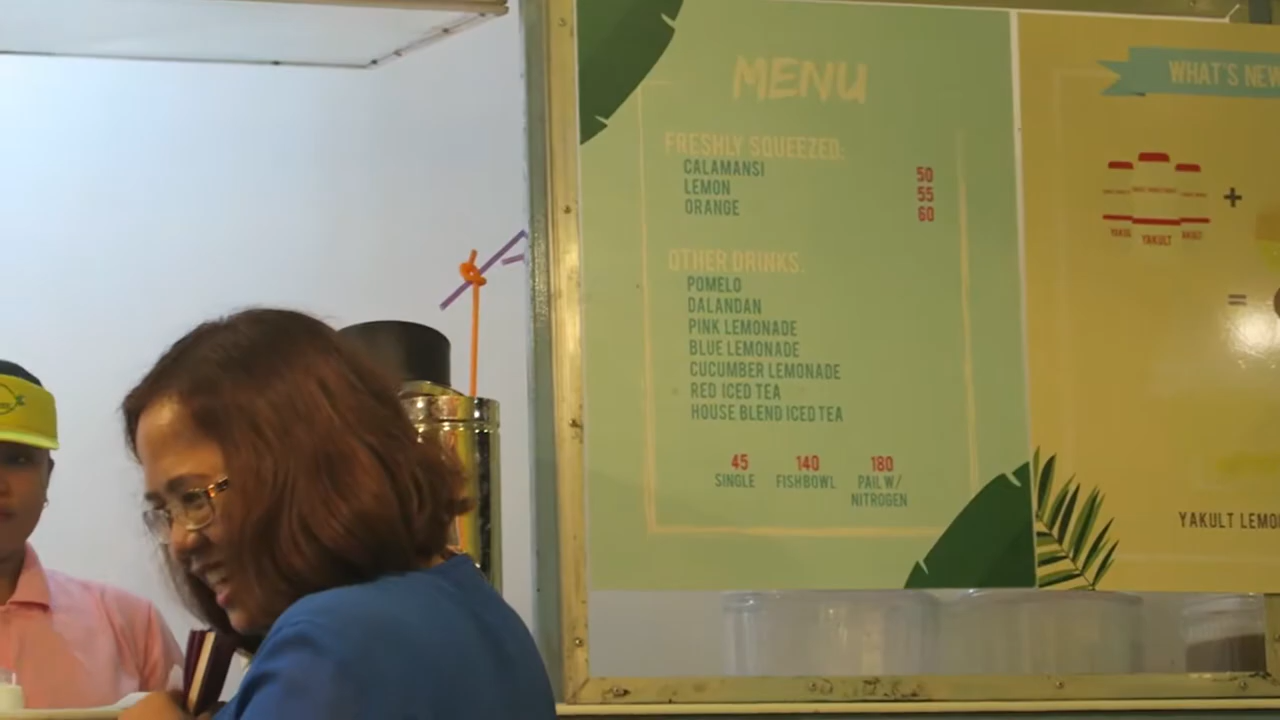 MENU
FRESHLY SQUEEZED:
CALAMANSI 50
LEMON 55
ORANGE 60
OTHER DRINKS:
POMELO
DALANDAN
PINK LEMONADE
BLUE LEMONADE
CUCUMBER LEMONADE
RED ICED TEA
HOUSE BLEND ICED TEA
45 140 180
SINGLE FISHBOWL PAIL W/
NITROGEN
WHAT'S NEW
+
YAKULT
=
YAKULT LEMO